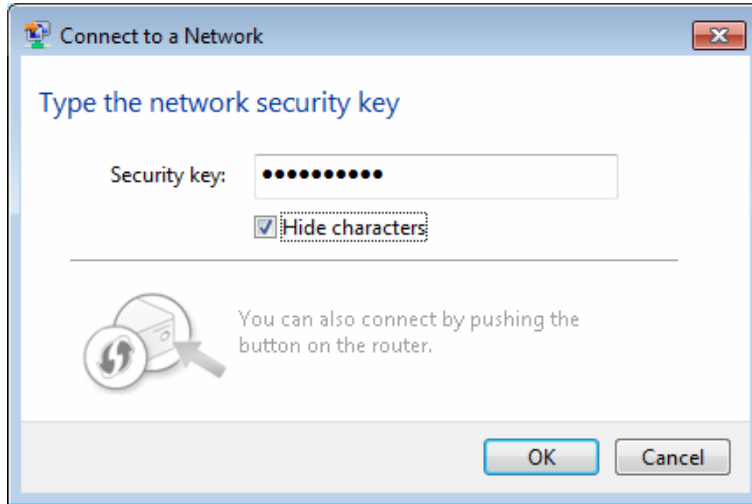 Connect to a Network
Type the network security key
Security key: ••••••••••
Hide characters
You can also connect by pushing the
button on the router.
OK Cancel